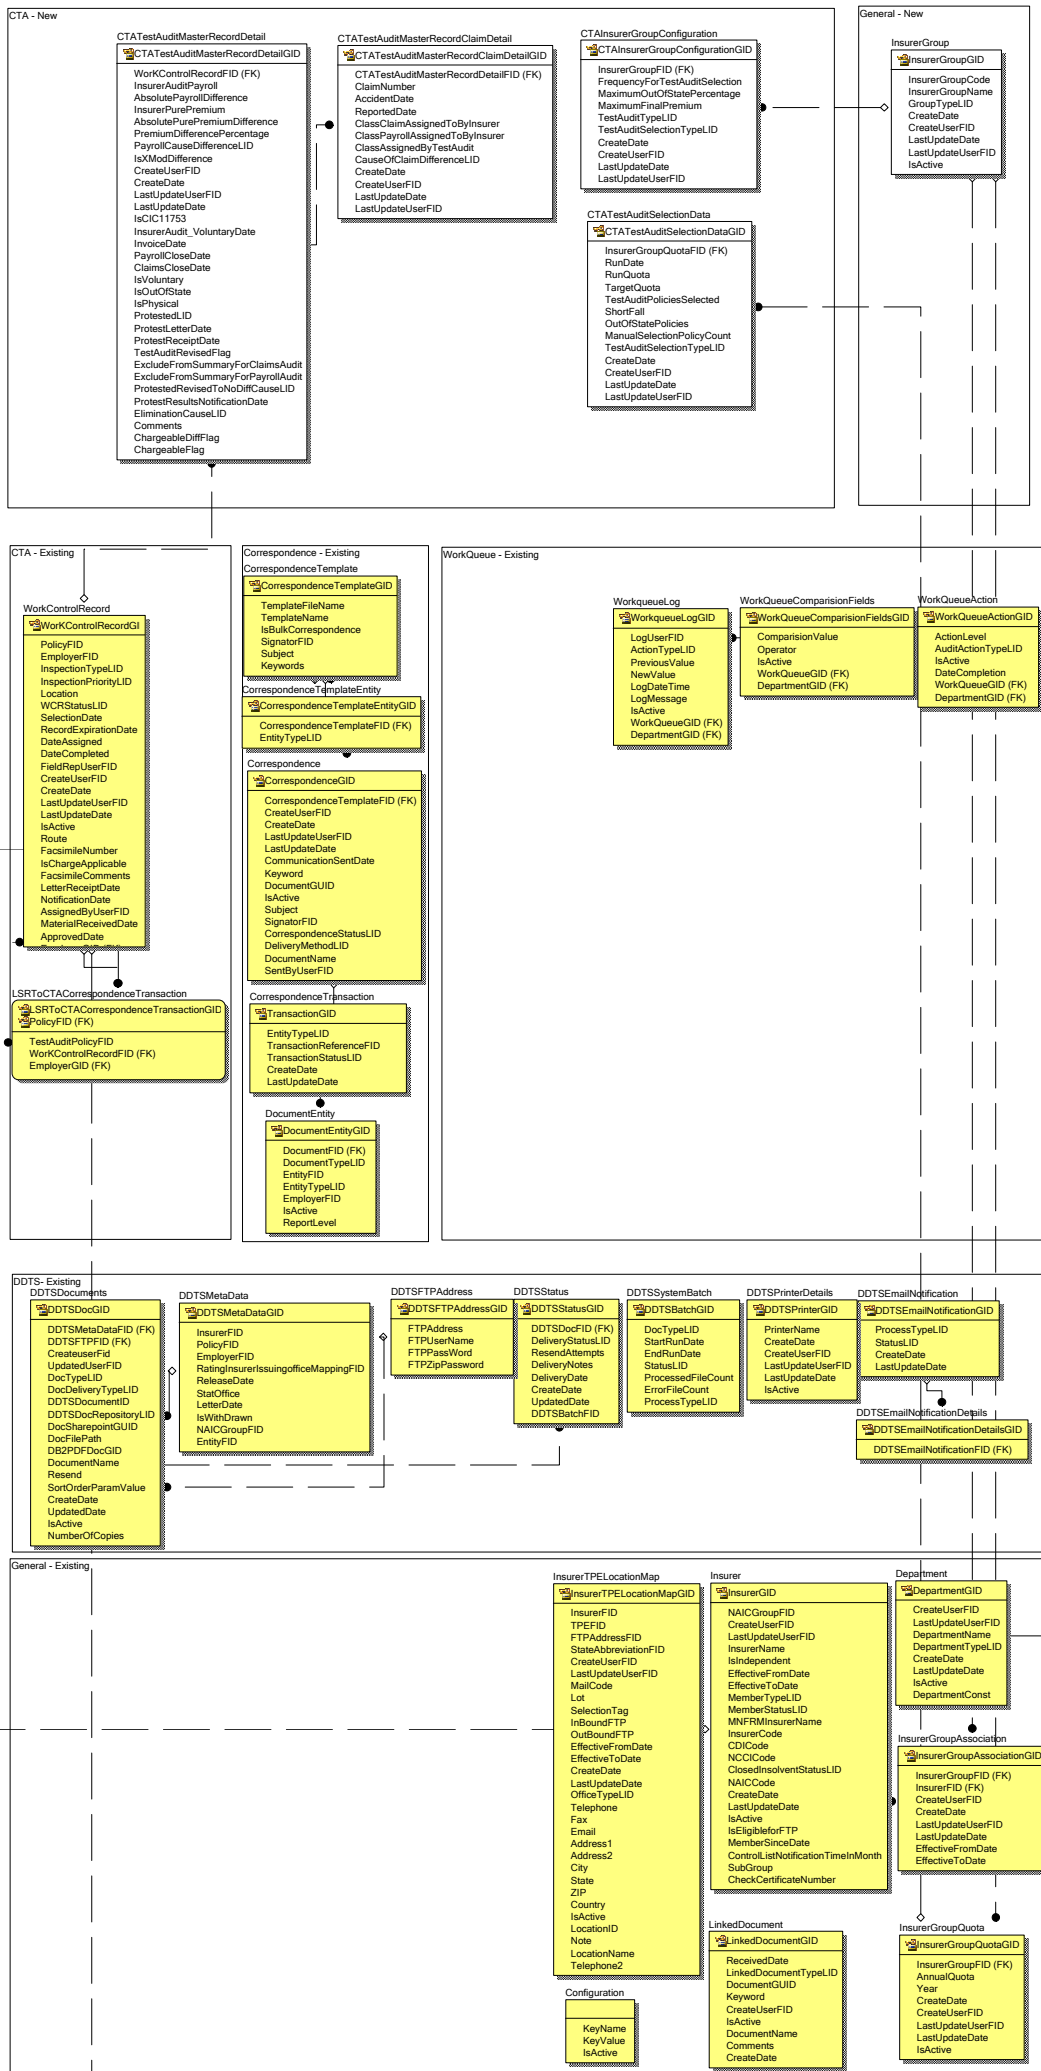 CTA - New
CTATestAuditMasterRecordDetail
CTATestAuditMasterRecordDetailGID
WorKControlRecordFID (FK)
InsurerAuditPayroll
AbsolutePayrollDifference
InsurerPurePremium
AbsolutePurePremiumDifference
PremiumDifferencePercentage
PayrollCauseDifferenceLID
IsXModDifference
CreateUserFID
CreateDate
LastUpdateUserFID
LastUpdateDate
IsCIC11753
InsurerAudit_VoluntaryDate
InvoiceDate
PayrollCloseDate
ClaimsCloseDate
IsVoluntary
IsOutOfState
IsPhysical
ProtestedLID
ProtestLetterDate
ProtestReceiptDate
TestAuditRevisedFlag
ExcludeFromSummaryForClaimsAudit
ExcludeFromSummaryForPayrollAudit
ProtestedRevisedToNoDiffCauseLID
ProtestResultsNotificationDate
EliminationCauseLID
Comments
ChargeableDiffFlag
ChargeableFlag
CTATestAuditMasterRecordClaimDetail
CTATestAuditMasterRecordClaimDetailGID
CTATestAuditMasterRecordDetailFID (FK)
ClaimNumber
AccidentDate
ReportedDate
ClassClaimAssignedToByInsurer
ClassPayrollAssignedToByInsurer
ClassAssignedByTestAudit
CauseOfClaimDifferenceLID
CreateDate
CreateUserFID
LastUpdateDate
LastUpdateUserFID
CTAInsurerGroupConfiguration
CTAInsurerGroupConfigurationGID
InsurerGroupFID (FK)
FrequencyForTestAuditSelection
MaximumOutOfStatePercentage
MaximumFinalPremium
TestAuditTypeLID
TestAuditSelectionTypeLID
CreateDate
CreateUserFID
LastUpdateDate
LastUpdateUserFID
CTATestAuditSelectionData
CTATestAuditSelectionDataGID
InsurerGroupQuotaFID (FK)
RunDate
RunQuota
TargetQuota
TestAuditPoliciesSelected
ShortFall
OutOfStatePolicies
ManualSelectionPolicyCount
TestAuditSelectionTypeLID
CreateDate
CreateUserFID
LastUpdateDate
LastUpdateUserFID
General - New
InsurerGroup
InsurerGroupGID
InsurerGroupCode
InsurerGroupName
GroupTypeLID
CreateDate
CreateUserFID
LastUpdateDate
LastUpdateUserFID
IsActive
CTA - Existing
WorkControlRecord
WorKControlRecordGI
PolicyFID
EmployerFID
InspectionTypeLID
InspectionPriorityLID
Location
WCRStatusLID
SelectionDate
RecordExpirationDate
DateAssigned
DateCompleted
FieldRepUserFID
CreateUserFID
CreateDate
LastUpdateUserFID
LastUpdateDate
IsActive
Route
FacsimileNumber
IsChargeApplicable
FacsimileComments
LetterReceiptDate
NotificationDate
AssignedByUserFID
MaterialReceivedDate
ApprovedDate
LSRToCTACorrespondenceTransaction
LSRToCTACorrespondenceTransactionGID
PolicyFID (FK)
TestAuditPolicyFID
WorKControlRecordFID (FK)
EmployerGID (FK)
Correspondence - Existing
CorrespondenceTemplate
CorrespondenceTemplateGID
TemplateFileName
TemplateName
IsBulkCorrespondence
SignatorFID
Subject
Keywords
CorrespondenceTemplateEntity
CorrespondenceTemplateEntityGID
CorrespondenceTemplateFID (FK)
EntityTypeLID
Correspondence
CorrespondenceGID
CorrespondenceTemplateFID (FK)
CreateUserFID
CreateDate
LastUpdateUserFID
LastUpdateDate
CommunicationSentDate
Keyword
DocumentGUID
IsActive
Subject
SignatorFID
CorrespondenceStatusLID
DeliveryMethodLID
DocumentName
SentByUserFID
CorrespondenceTransaction
TransactionGID
EntityTypeLID
TransactionReferenceFID
TransactionStatusLID
CreateDate
LastUpdateDate
DocumentEntity
DocumentEntityGID
DocumentFID (FK)
DocumentTypeLID
EntityFID
EntityTypeLID
EmployerFID
IsActive
ReportLevel
WorkQueue - Existing
WorkqueueLog
WorkqueueLogGID
LogUserFID
ActionTypeLID
PreviousValue
NewValue
LogDateTime
LogMessage
IsActive
WorkQueueGID (FK)
DepartmentGID (FK)
WorkQueueComparisionFields
WorkQueueComparisionFieldsGID
ComparisionValue
Operator
IsActive
WorkQueueGID (FK)
DepartmentGID (FK)
WorkQueueAction
WorkQueueActionGID
ActionLevel
AuditActionTypeLID
IsActive
DateCompletion
WorkQueueGID (FK)
DepartmentGID (FK)
DDTS- Existing
DDTSDocuments
DDTSDocGID
DDTSMetaDataFID (FK)
DDTSFTPFID (FK)
CreateuserFid
UpdatedUserFID
DocTypeLID
DocDeliveryTypeLID
DDTSDocumentID
DDTSDocRepositoryLID
DocSharepointGUID
DocFilePath
DB2PDFDocGID
DocumentName
Resend
SortOrderParamValue
CreateDate
UpdatedDate
IsActive
NumberOfCopies
DDTSMetaData
DDTSMetaDataGID
InsurerFID
PolicyFID
EmployerFID
RatingInsurerIssuingofficeMappingFID
ReleaseDate
StatOffice
LetterDate
IsWithDrawn
NAICGroupFID
EntityFID
DDTSFTPAddress
DDTSFTPAddressGID
FTPAddress
FTPUserName
FTPPassWord
FTPZipPassword
DDTSStatus
DDTSStatusGID
DDTSDocFID (FK)
DeliveryStatusLID
ResendAttempts
DeliveryNotes
DeliveryDate
CreateDate
UpdatedDate
DDTSBatchFID
DDTSSystemBatch
DDTSBatchGID
DocTypeLID
StartRunDate
EndRunDate
StatusLID
ProcessedFileCount
ErrorFileCount
ProcessTypeLID
DDTSPrinterDetails
DDTSPrinterGID
PrinterName
CreateDate
CreateUserFID
LastUpdateUserFID
LastUpdateDate
IsActive
DDTSEmailNotification
DDTSEmailNotificationGID
ProcessTypeLID
StatusLID
CreateDate
LastUpdateDate
DDTSEmailNotificationDetails
DDTSEmailNotificationDetailsGID
DDTSEmailNotificationFID (FK)
General - Existing
InsurerTPELocationMap
InsurerTPELocationMapGID
InsurerFID
TPEFID
FTPAddressFID
StateAbbreviationFID
CreateUserFID
LastUpdateUserFID
MailCode
Lot
SelectionTag
InBoundFTP
OutBoundFTP
EffectiveFromDate
EffectiveToDate
CreateDate
LastUpdateDate
OfficeTypeLID
Telephone
Fax
Email
Address1
Address2
City
State
ZIP
Country
IsActive
LocationID
Note
LocationName
Telephone2
Configuration
KeyName
KeyValue
IsActive
Insurer
InsurerGID
NAICGroupFID
CreateUserFID
LastUpdateUserFID
InsurerName
IsIndependent
EffectiveFromDate
EffectiveToDate
MemberTypeLID
MemberStatusLID
MNFRMInsurerName
InsurerCode
CDICode
NCCICode
ClosedInsolventStatusLID
NAICCode
CreateDate
LastUpdateDate
IsActive
IsEligibleforFTP
MemberSinceDate
ControlListNotificationTimeInMonth
SubGroup
CheckCertificateNumber
LinkedDocument
LinkedDocumentGID
ReceivedDate
LinkedDocumentTypeLID
DocumentGUID
Keyword
CreateUserFID
IsActive
DocumentName
Comments
CreateDate
Department
DepartmentGID
CreateUserFID
LastUpdateUserFID
DepartmentName
DepartmentTypeLID
CreateDate
LastUpdateDate
IsActive
DepartmentConst
InsurerGroupAssociation
InsurerGroupAssociationGID
InsurerGroupFID (FK)
InsurerFID (FK)
CreateUserFID
CreateDate
LastUpdateUserFID
LastUpdateDate
EffectiveFromDate
EffectiveToDate
InsurerGroupQuota
InsurerGroupQuotaGID
InsurerGroupFID (FK)
AnnualQuota
Year
CreateDate
CreateUserFID
LastUpdateUserFID
LastUpdateDate
IsActive